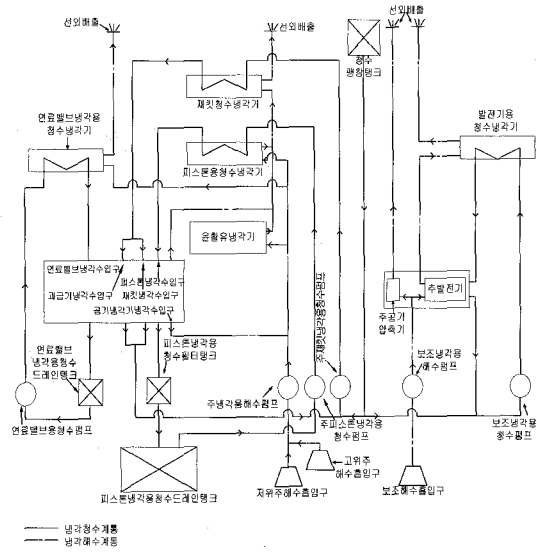 선외배출
선외배출
선외배출
청수
팽창탱크
재킷청수냉각기
연료밸브냉각용
청수냉각기
발전기용
청수냉각기
피스톤용청수냉각기
윤활유냉각기
연료밸브냉각수입구
피스톤냉각수입구
과급기냉각수입구
재킷냉각수입구
공기냉각기냉각수입구
주재킷냉각용청수펌프
주발전기
주공기
압축기
피스톤냉각용
청수필터탱크
연료밸브
냉각용청수
드레인탱크
보조냉각용
해수펌프
주냉각용해수펌프
주피스톤냉각용
청수펌프
보조냉각용
청수펌프
연료밸브용청수펌프
고위주
해수흡입구
피스톤냉각용청수드레인탱크
저위주해수흡입구
보조해수흡입구
냉각청수계통
냉각해수계통